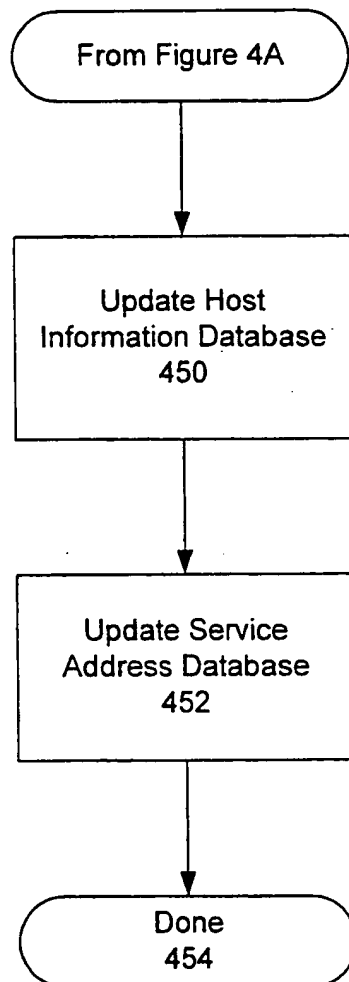 From Figure 4A
Update Host
Information Database
450
Update Service
Address Database
452
Done
454